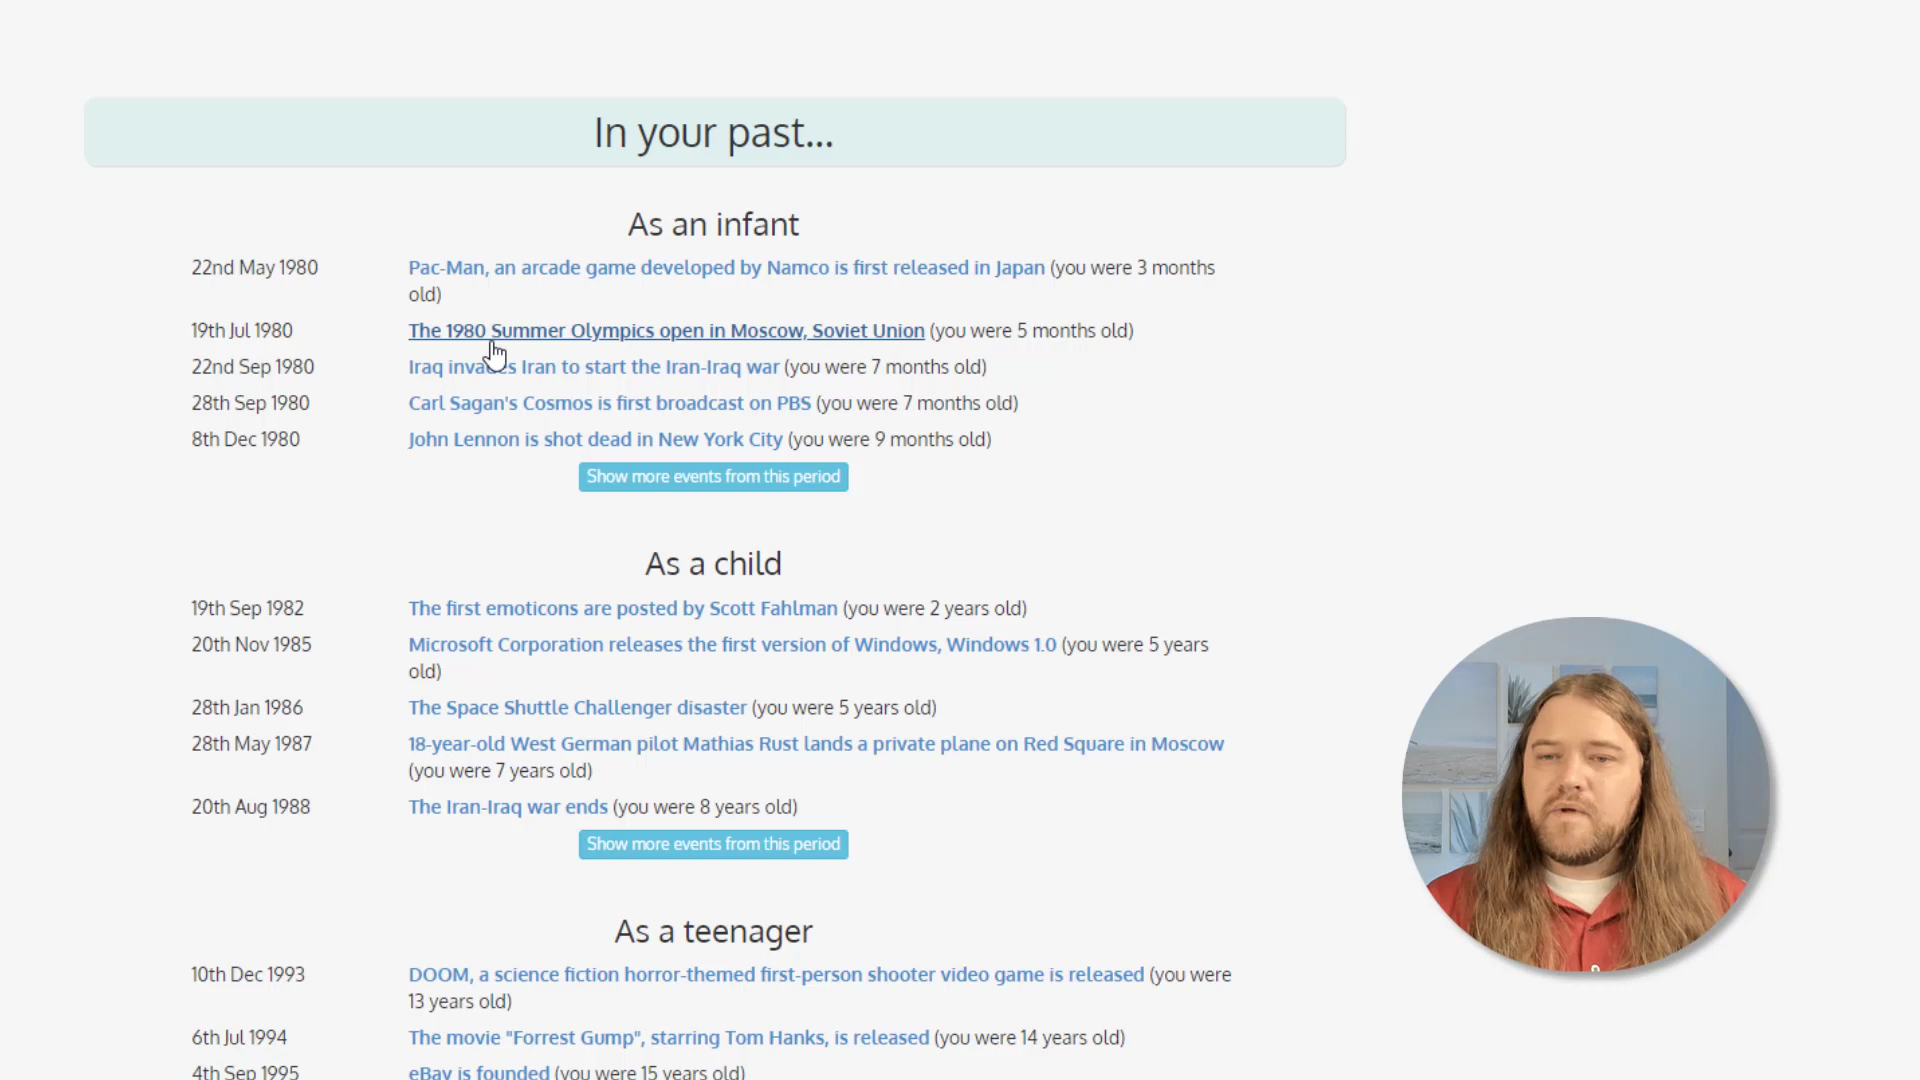 In your past...
As an infant
22nd May 1980 Pac-Man, an arcade game developed by Namco is first released in Japan (you were 3 months
old)
19th Jul 1980 The 1980 Summer Olympics open in Moscow, Soviet Union (you were 5 months old)
22nd Sep 1980 Iraq invades Iran to start the Iran-Iraq war (you were 7 months old)
28th Sep 1980 Carl Sagan's Cosmos is first broadcast on PBS (you were 7 months old)
8th Dec 1980 John Lennon is shot dead in New York City (you were 9 months old)
Show more events from this period
As a child
19th Sep 1982 The first emoticons are posted by Scott Fahlman (you were 2 years old)
20th Nov 1985 Microsoft Corporation releases the first version of Windows, Windows 1.0 (you were 5 years
old)
28th Jan 1986 The Space Shuttle Challenger disaster (you were 5 years old)
28th May 1987 18-year-old West German pilot Mathias Rust lands a private plane on Red Square in Moscow
(you were 7 years old)
20th Aug 1988 The Iran-Iraq war ends (you were 8 years old)
Show more events from this period
As a teenager
10th Dec 1993 DOOM, a science fiction horror-themed first-person shooter video game is released (you were
13 years old)
6th Jul 1994 The movie "Forrest Gump", starring Tom Hanks, is released (you were 14 years old)
4th Sep 1995 eBay is founded (you were 15 years old)